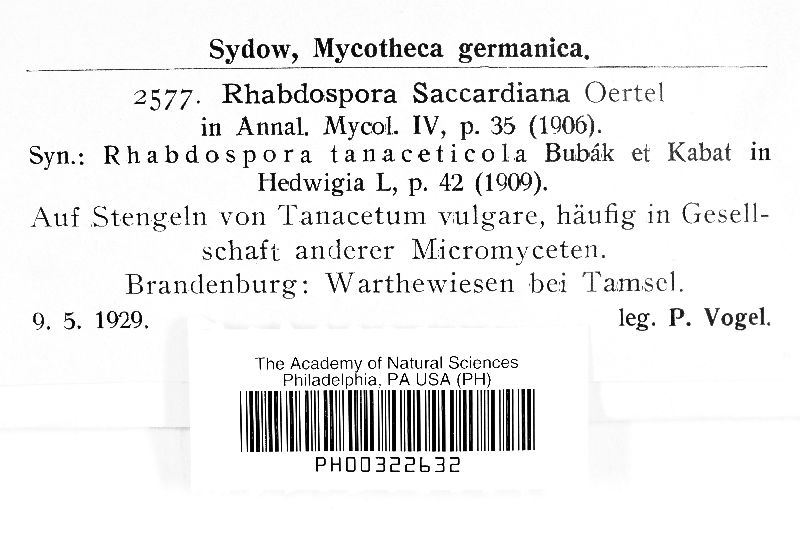 Sydow, Mycotheca germanica.
2577. Rhabdospora Saccardiana Oertel
in Annal. Mycol. IV, p. 35 (1906).
Syn.: Rhabdospora tanaceticola Bubák et Kabat in
Hedwigia L, p. 42 (1909).
Auf Stengeln von Tanacetum vulgare, häufig in Gesell-
schaft anderer Micromyceten.
Brandenburg: Warthewiesen bei Tamsel.
9. 5. 1929. leg. P. Vogel.
The Academy of Natural Sciences
Philadelphia, PA USA (PH)
PH00322632